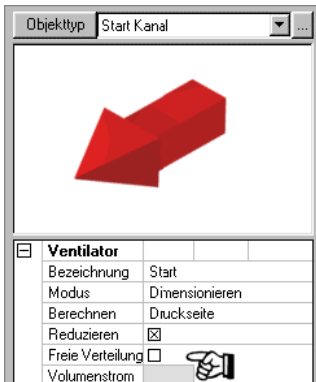 Objekttyp Start Kanal ...
Ventilator
Bezeichnung Start
Modus Dimensionieren
Berechnen Druckseite
Reduzieren
Freie Verteilung
Volumenstrom